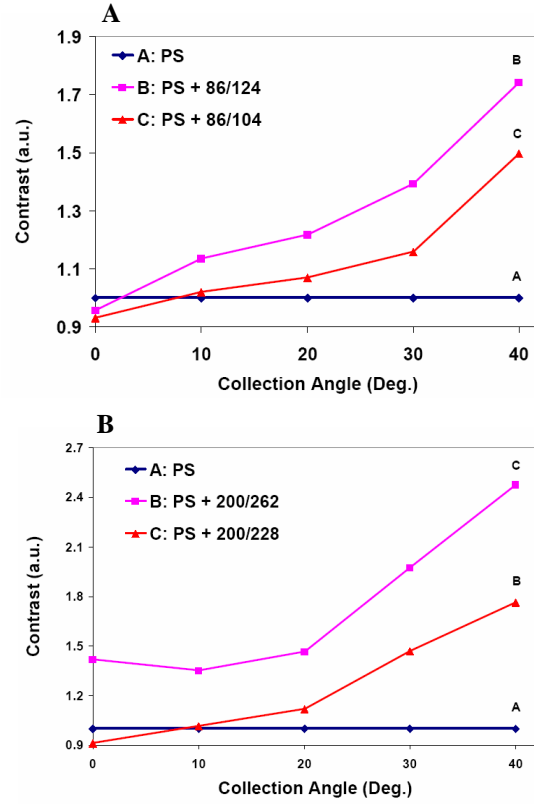 A
1.9
1.7
1.5
1.3
1.1
0.9
Contrast (a.u.)
A: PS
B: PS + 86/124
C: PS + 86/104
B
C
A
0 10 20 30 40
Collection Angle (Deg.)
B
2.7
2.4
2.1
1.8
1.5
1.2
0.9
Contrast (a.u.)
A: PS
B: PS + 200/262
C: PS + 200/228
C
B
A
0 10 20 30 40
Collection Angle (Deg.)